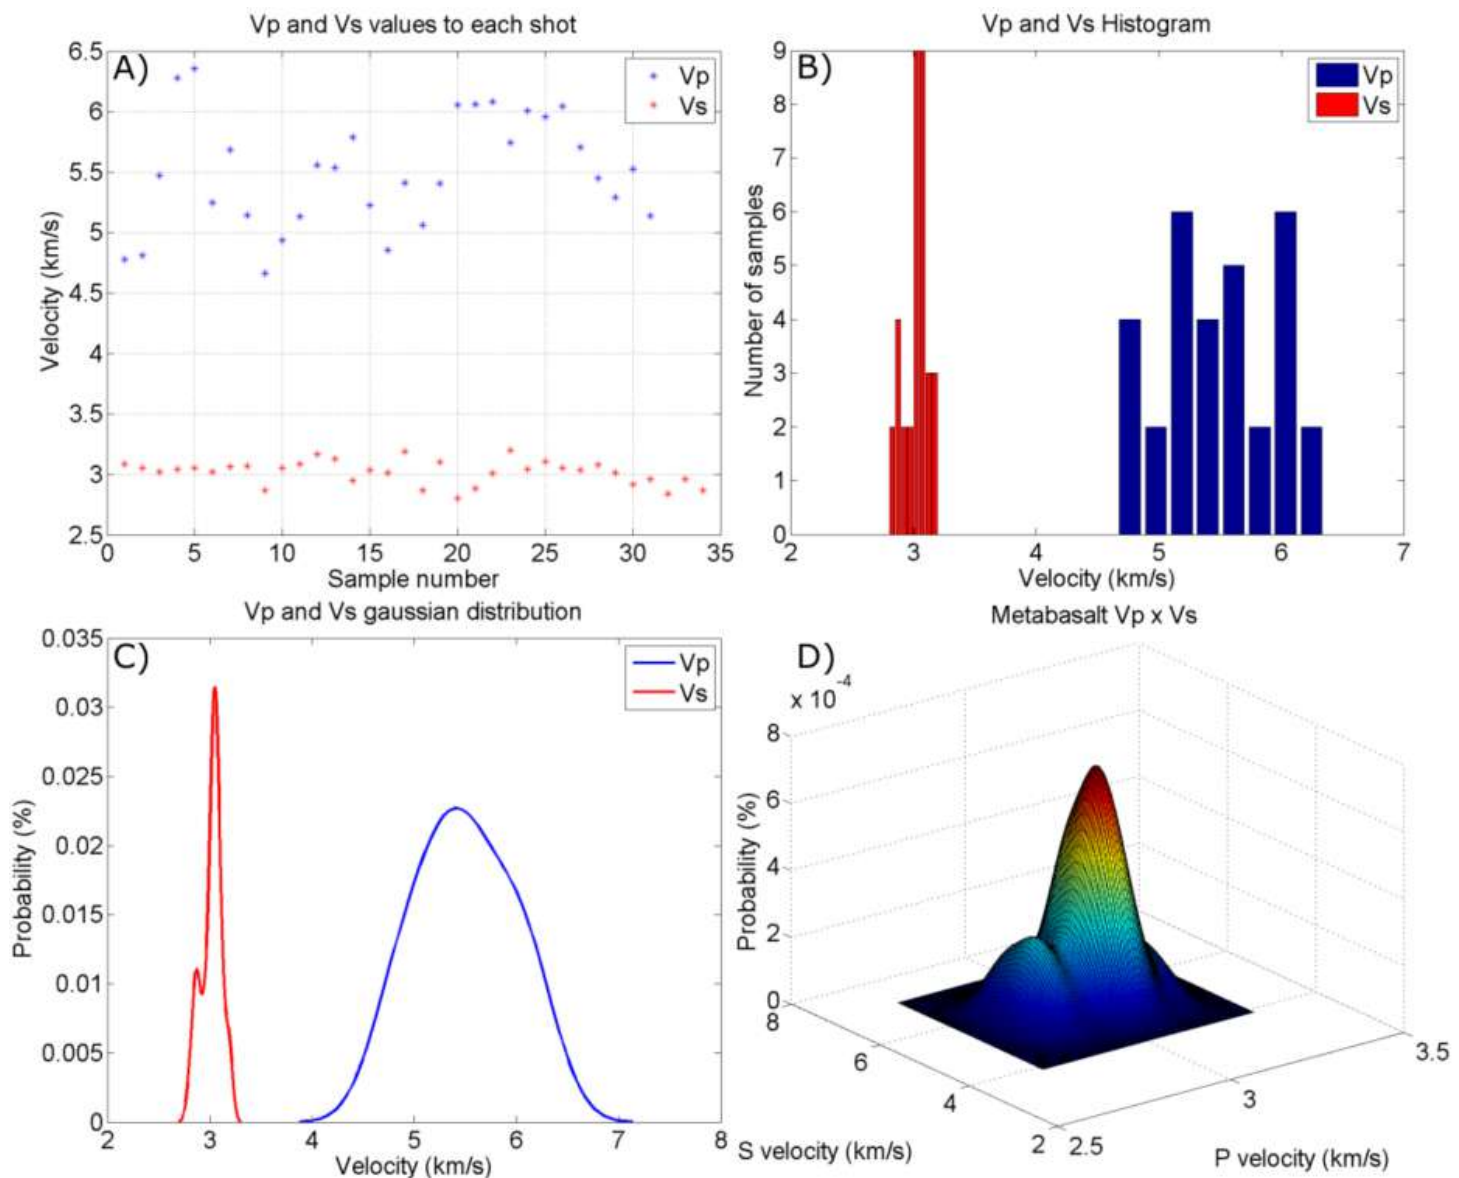 Vp and Vs values to each shot
A)
Vp
Vs
6.5
6
5.5
5
4.5
4
3.5
3
2.5
Velocity (km/s)
0 5 10 15 20 25 30 35
Sample number
Vp and Vs Histogram
B)
Vp
Vs
9
8
7
6
5
4
3
2
1
0
Number of samples
2 3 4 5 6 7
Velocity (km/s)
Vp and Vs gaussian distribution
C)
Vp
Vs
0.035
0.03
0.025
0.02
0.015
0.01
0.005
0
Probability (%)
2 3 4 5 6 7 8
Velocity (km/s)
Metabasalt Vp x Vs
D)
x 10-4
8
6
4
2
0
Probability (%)
8
6
4
2
S velocity (km/s)
2.5
3
3.5
P velocity (km/s)